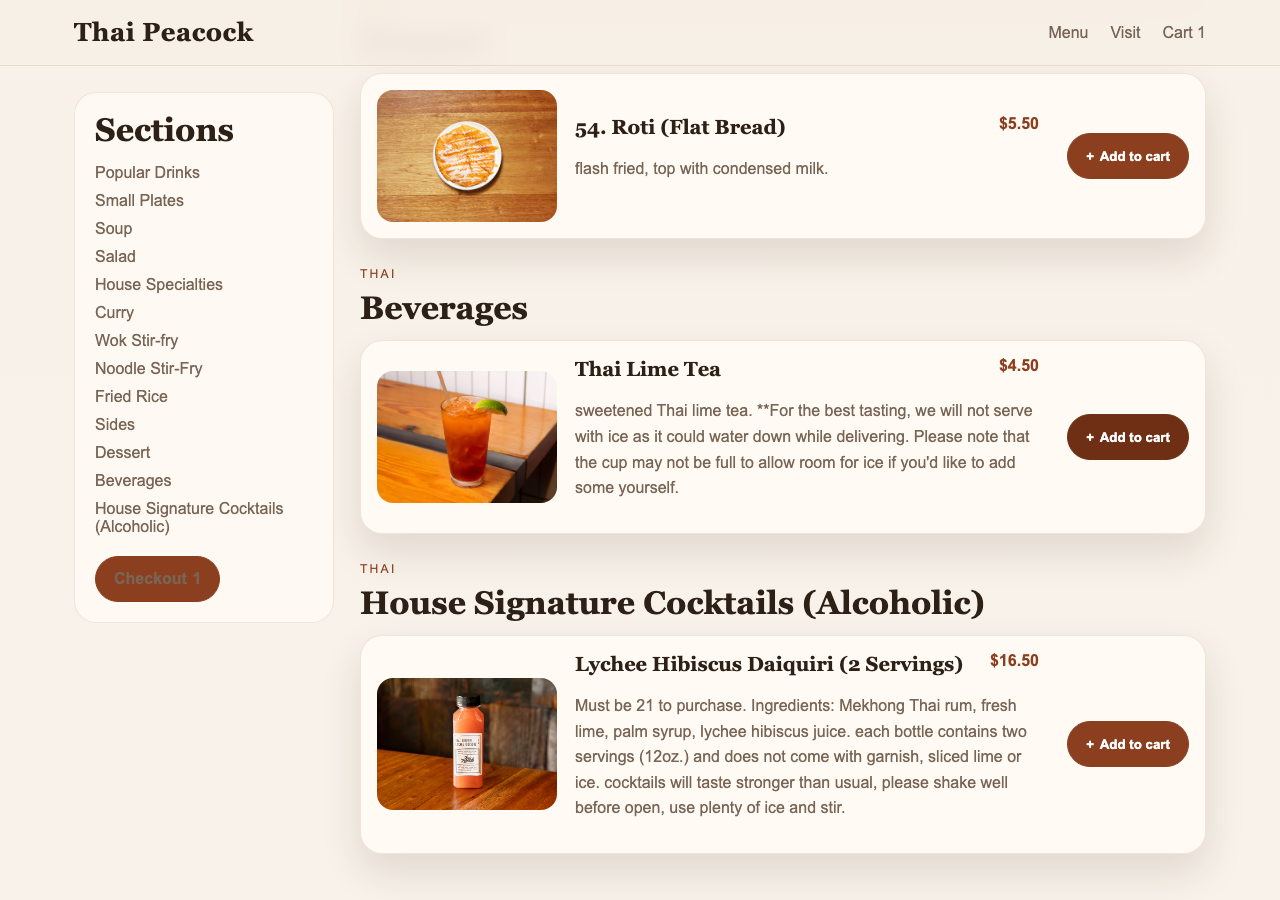 Thai Peacock
Menu
Visit
Cart 1
Sections
Popular Drinks
Small Plates
Soup
Salad
House Specialties
Curry
Wok Stir-fry
Noodle Stir-Fry
Fried Rice
Sides
Dessert
Beverages
House Signature Cocktails
(Alcoholic)
Checkout 1
54. Roti (Flat Bread)
$5.50
flash fried, top with condensed milk.
+ Add to cart
THAI
Beverages
Thai Lime Tea
$4.50
sweetened Thai lime tea. **For the best tasting, we will not serve
with ice as it could water down while delivering. Please note that
the cup may not be full to allow room for ice if you'd like to add
some yourself.
+ Add to cart
THAI
House Signature Cocktails (Alcoholic)
Lychee Hibiscus Daiquiri (2 Servings)
$16.50
Must be 21 to purchase. Ingredients: Mekhong Thai rum, fresh
lime, palm syrup, lychee hibiscus juice. each bottle contains two
servings (12oz.) and does not come with garnish, sliced lime or
ice. cocktails will taste stronger than usual, please shake well
before open, use plenty of ice and stir.
+ Add to cart